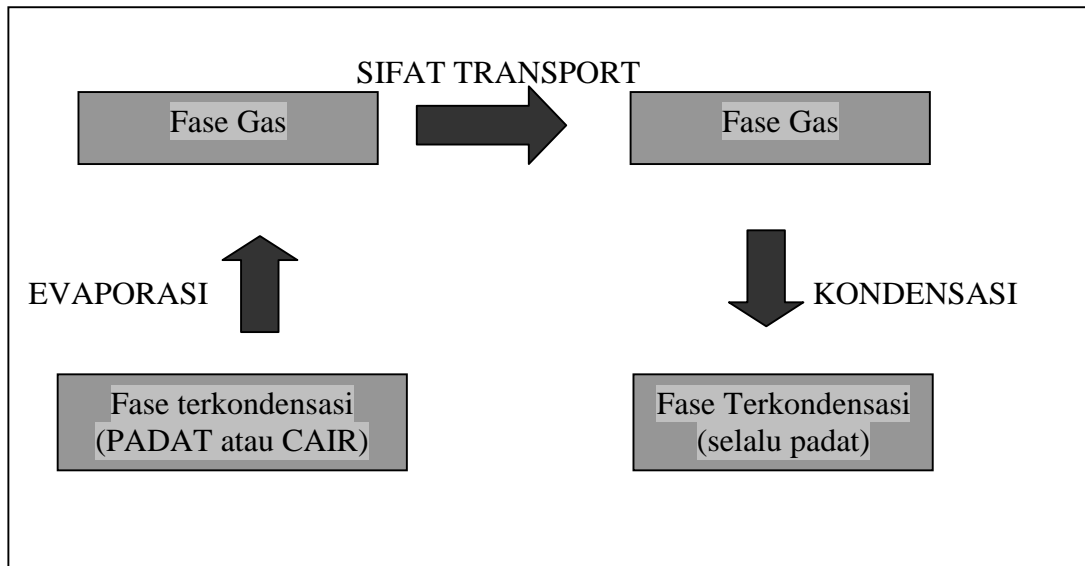 SIFAT TRANSPORT
Fase Gas
Fase Gas
EVAPORASI
KONDENSASI
Fase terkondensasi
(PADAT atau CAIR)
Fase Terkondensasi
(selalu padat)